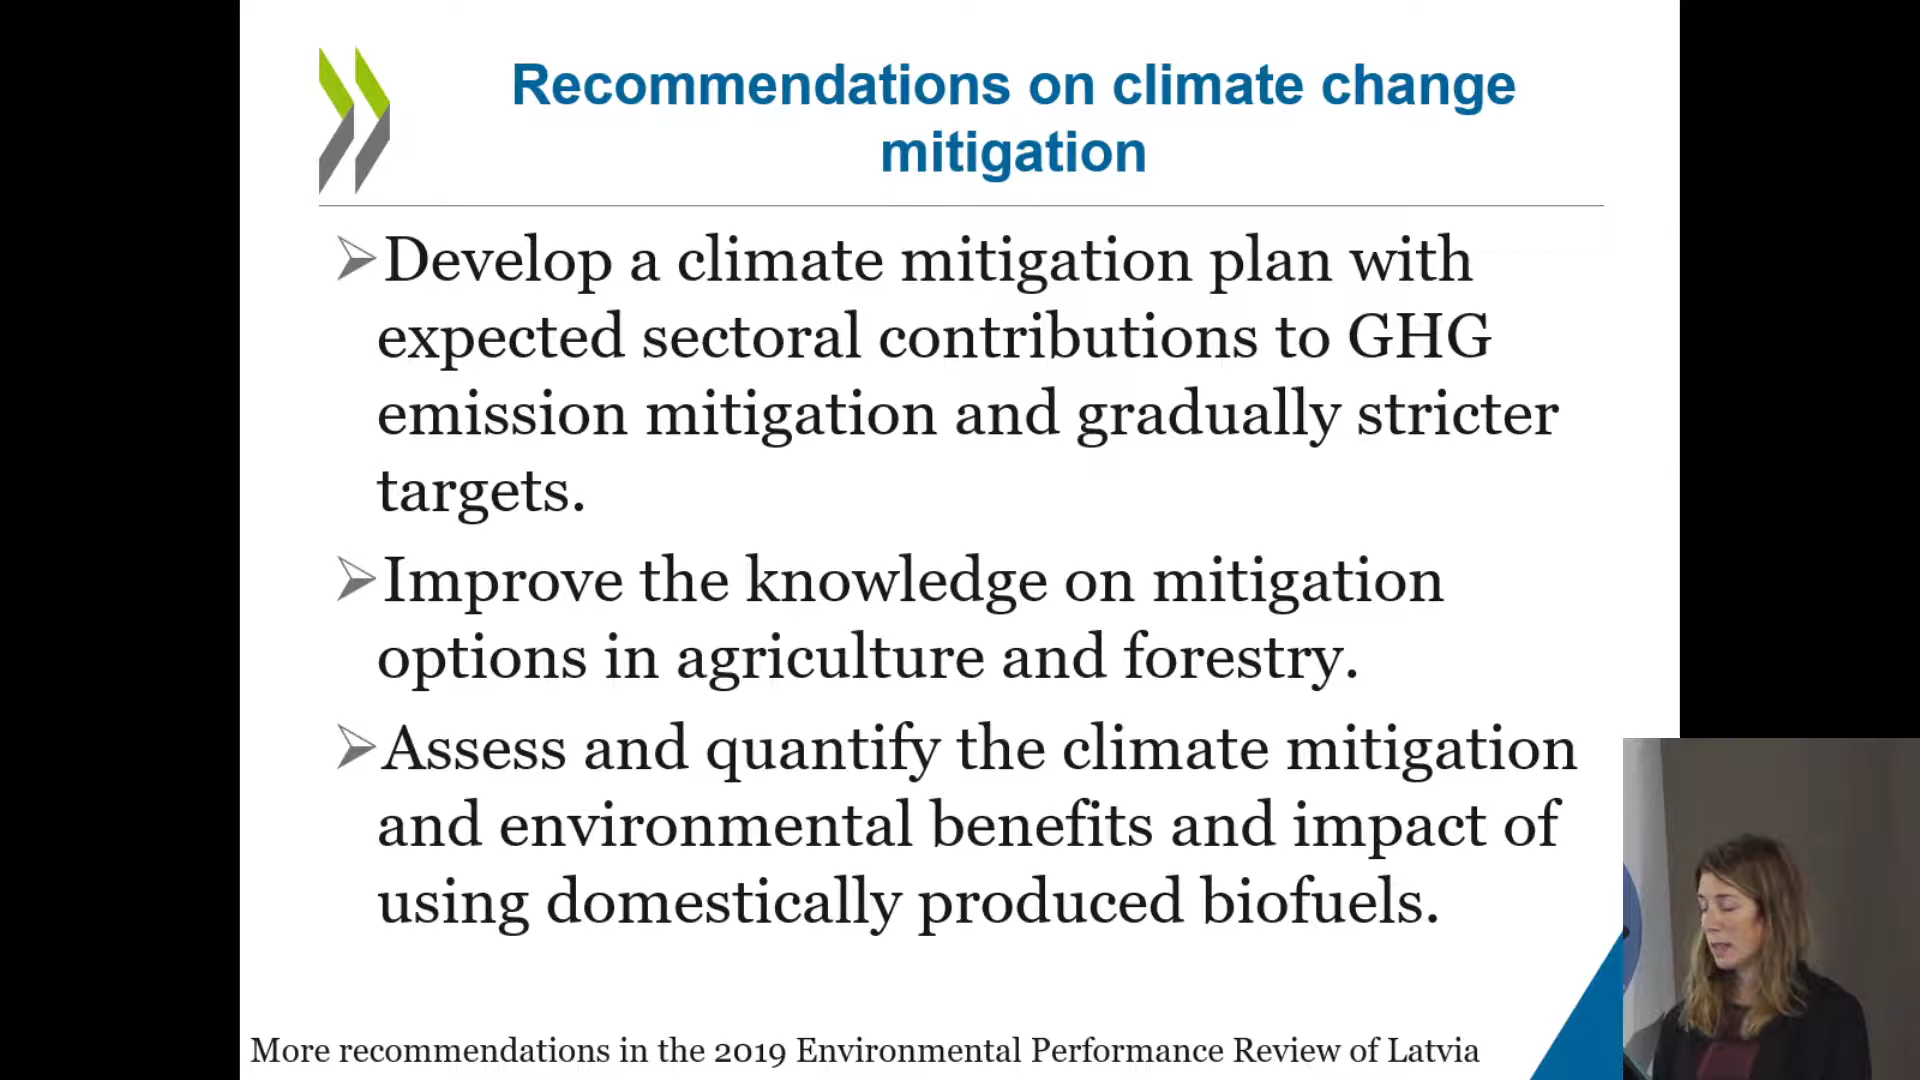 Recommendations on climate change
mitigation
Develop a climate mitigation plan with
expected sectoral contributions to GHG
emission mitigation and gradually stricter
targets.
Improve the knowledge on mitigation
options in agriculture and forestry.
Assess and quantify the climate mitigation
and environmental benefits and impact of
using domestically produced biofuels.
More recommendations in the 2019 Environmental Performance Review of Latvia